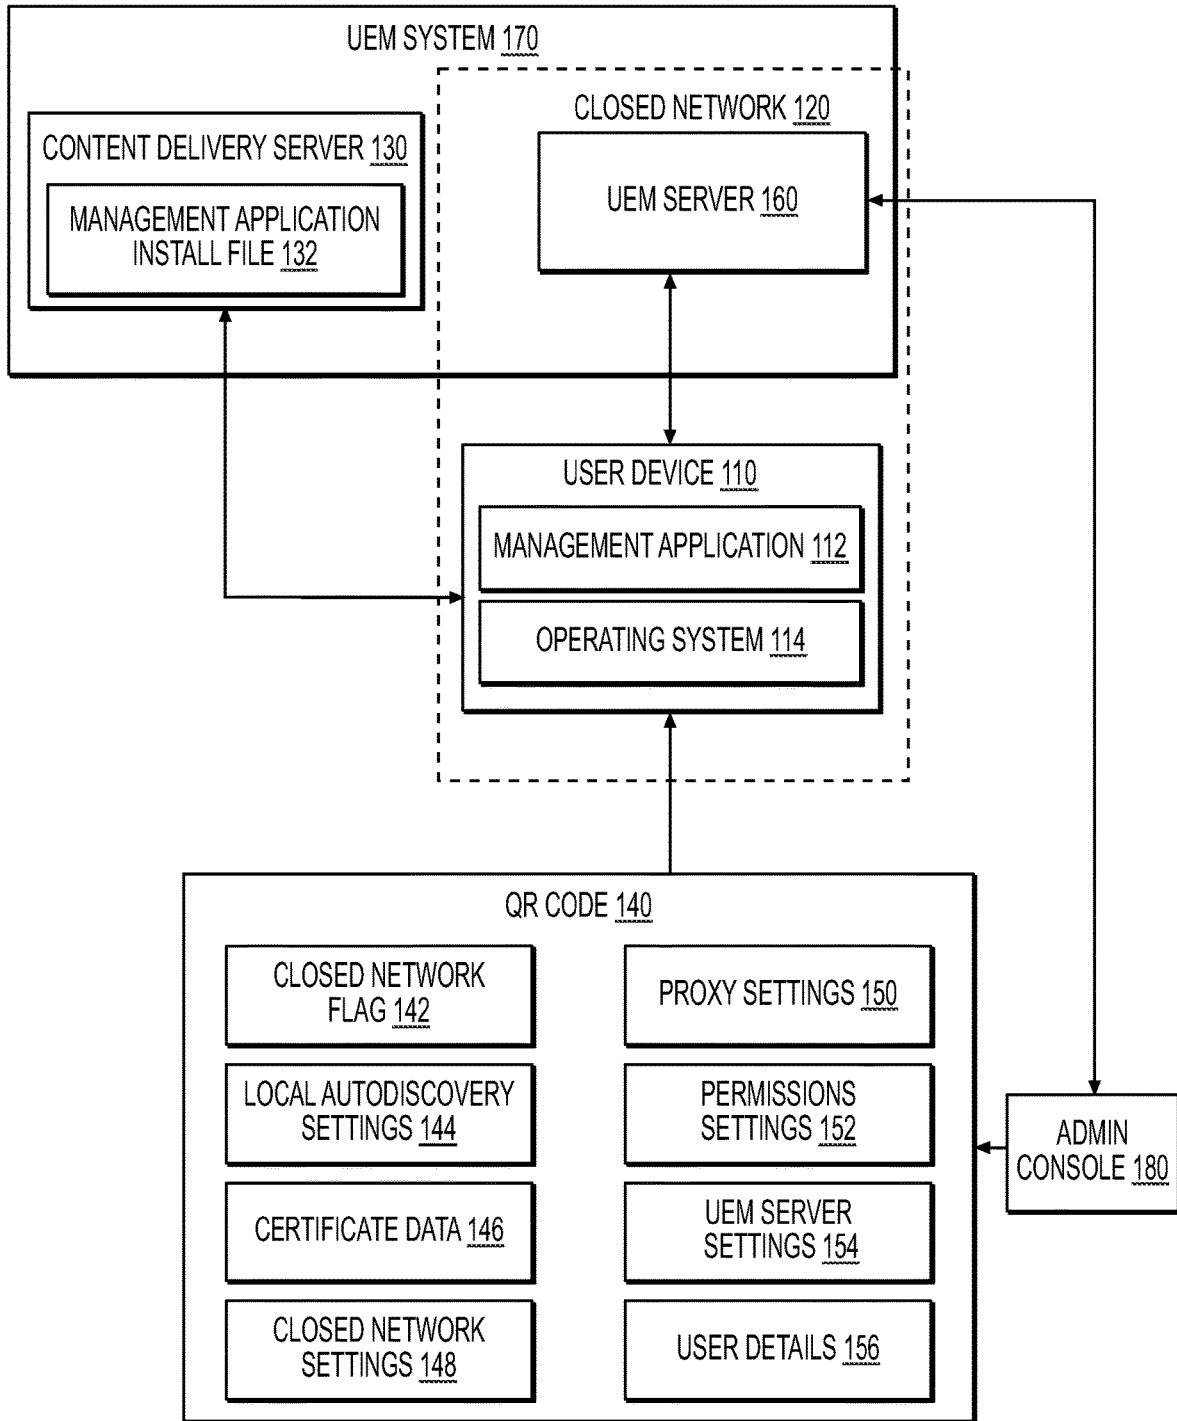 UEM SYSTEM 170
CLOSED NETWORK 120
CONTENT DELIVERY SERVER 130
MANAGEMENT APPLICATION
INSTALL FILE 132
UEM SERVER 160
USER DEVICE 110
MANAGEMENT APPLICATION 112
OPERATING SYSTEM 114
QR CODE 140
CLOSED NETWORK
FLAG 142
PROXY SETTINGS 150
LOCAL AUTODISCOVERY
SETTINGS 144
PERMISSIONS
SETTINGS 152
CERTIFICATE DATA 146
UEM SERVER
SETTINGS 154
CLOSED NETWORK
SETTINGS 148
USER DETAILS 156
ADMIN
CONSOLE 180